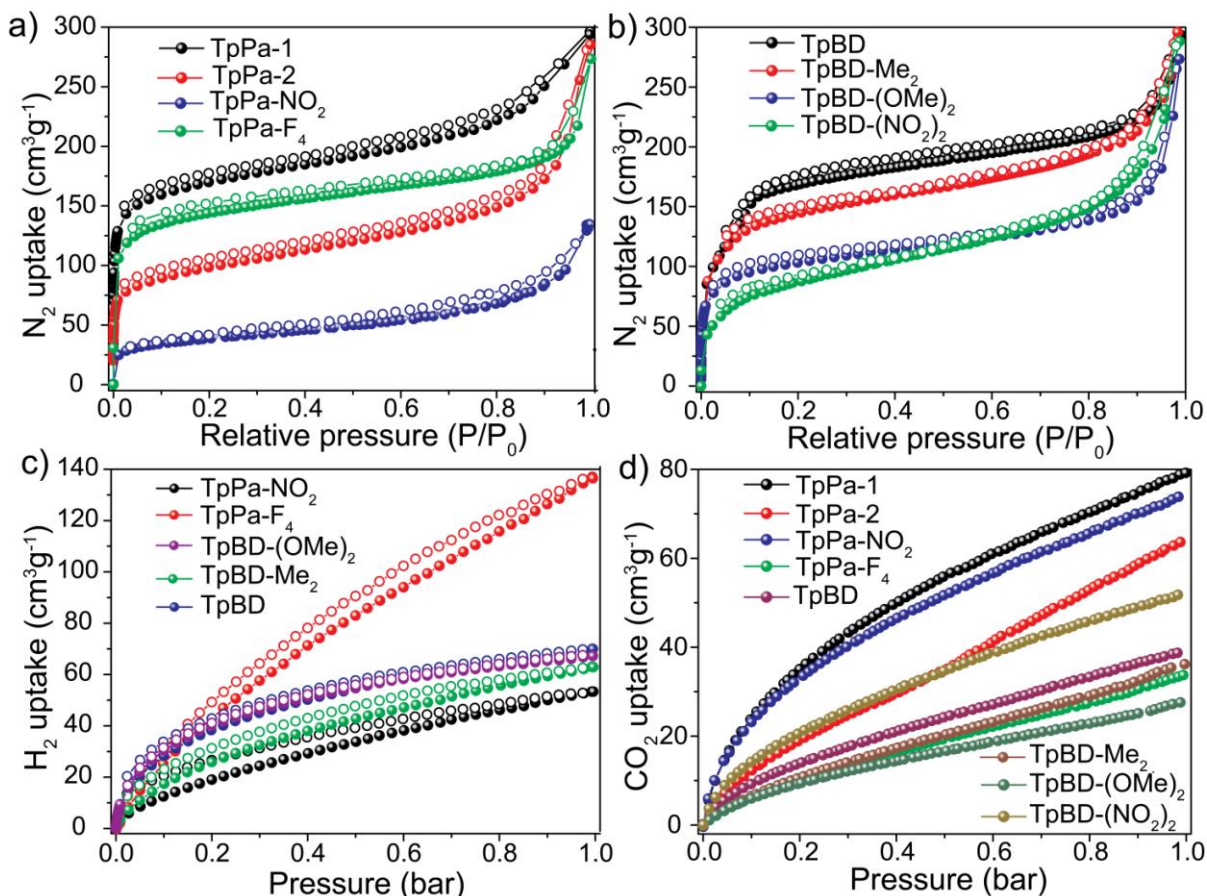 a)
TpPa-1
TpPa-2
TpPa-NO₂
TpPa-F₄
N₂ uptake (cm³g⁻¹)
300
250
200
150
100
50
0
0.0 0.2 0.4 0.6 0.8 1.0
Relative pressure (P/P₀)
b)
TpBD
TpBD-Me₂
TpBD-(OMe)₂
TpBD-(NO₂)₂
N₂ uptake (cm³g⁻¹)
300
250
200
150
100
50
0
0.0 0.2 0.4 0.6 0.8 1.0
Relative pressure (P/P₀)
c)
TpPa-NO₂
TpPa-F₄
TpBD-(OMe)₂
TpBD-Me₂
TpBD
H₂ uptake (cm³g⁻¹)
140
120
100
80
60
40
20
0
0.0 0.2 0.4 0.6 0.8 1.0
Pressure (bar)
d)
TpPa-1
TpPa-2
TpPa-NO₂
TpPa-F₄
TpBD
TpBD-Me₂
TpBD-(OMe)₂
TpBD-(NO₂)₂
CO₂ uptake (cm³g⁻¹)
80
60
40
20
0
0.0 0.2 0.4 0.6 0.8 1.0
Pressure (bar)